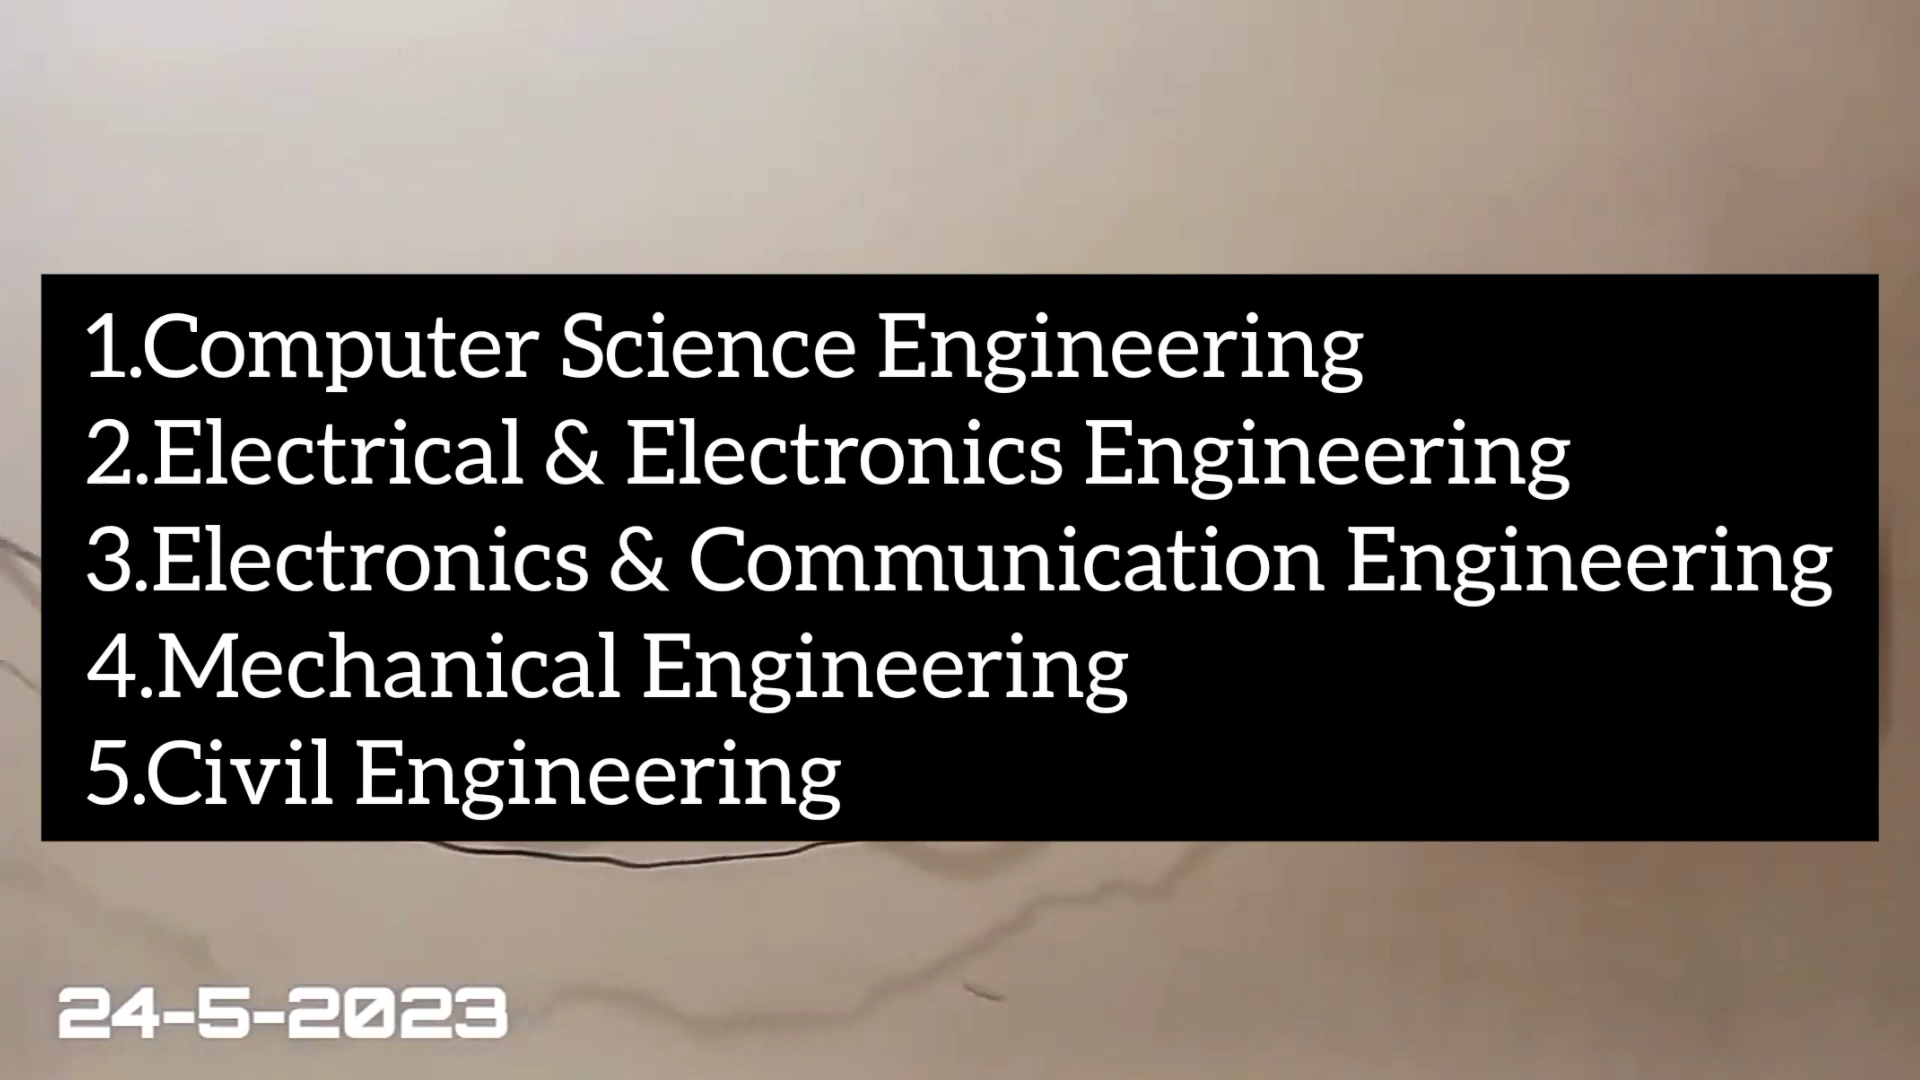 1.Computer Science Engineering
2.Electrical & Electronics Engineering
3.Electronics & Communication Engineering
4.Mechanical Engineering
5.Civil Engineering
24-5-2023